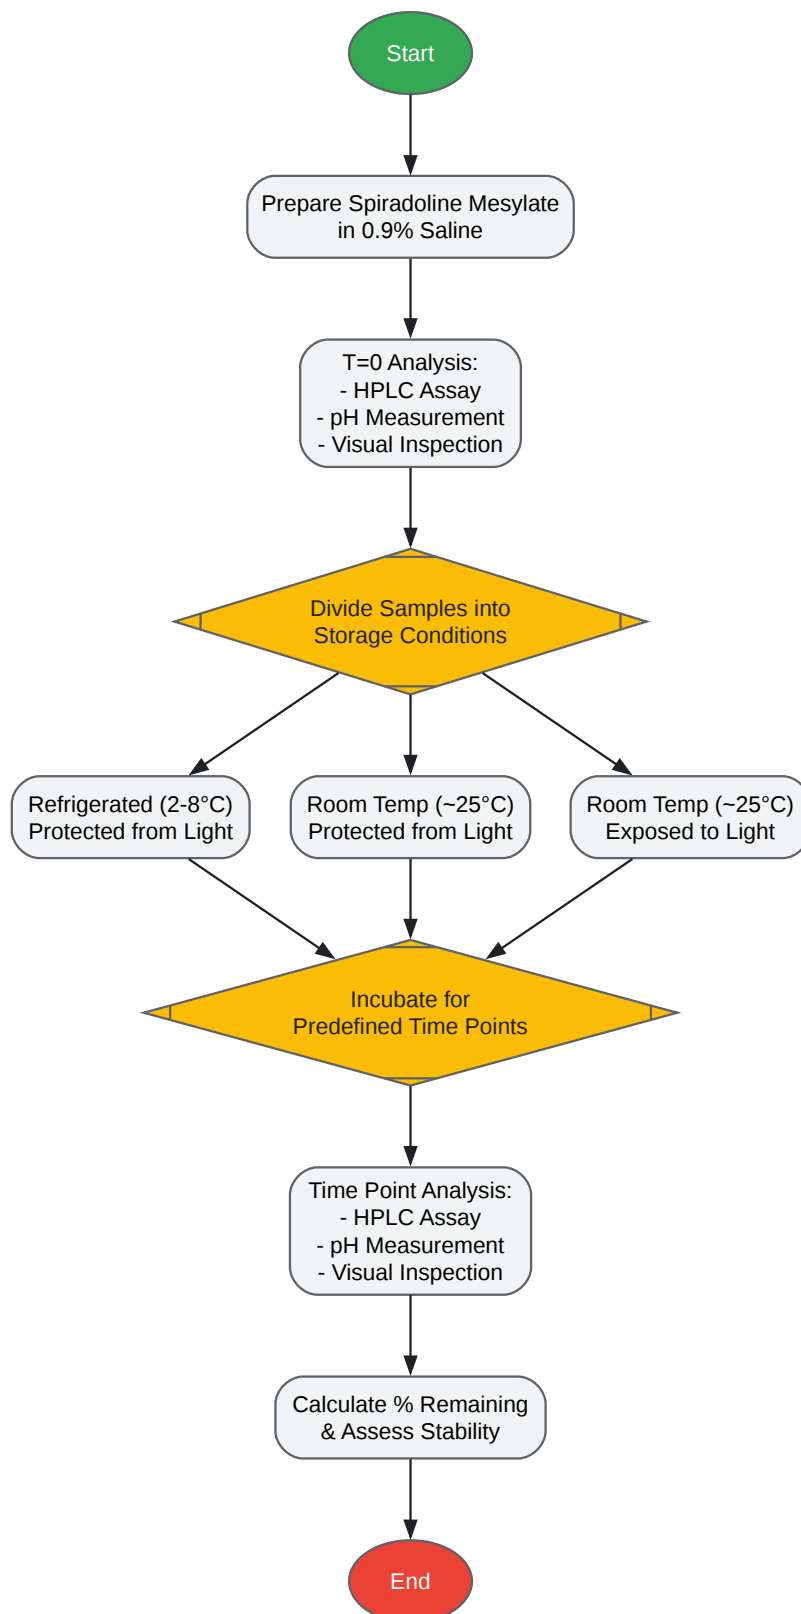 Start
Prepare Spiradoline Mesylate
in 0.9% Saline
T=0 Analysis:
- HPLC Assay
- pH Measurement
- Visual Inspection
Divide Samples into
Storage Conditions
Refrigerated (2-8°C)
Protected from Light
Room Temp (~25°C)
Protected from Light
Room Temp (~25°C)
Exposed to Light
Incubate for
Predefined Time Points
Time Point Analysis:
- HPLC Assay
- pH Measurement
- Visual Inspection
Calculate % Remaining
& Assess Stability
End